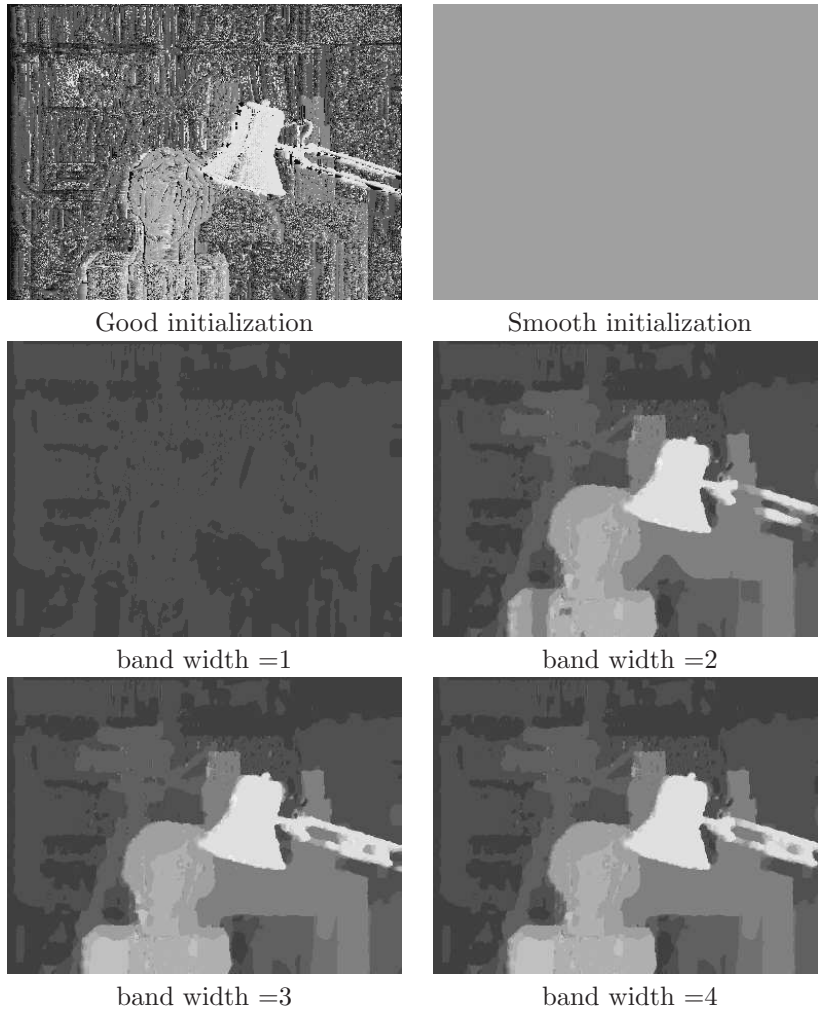 Good initialization
Smooth initialization
band width =1
band width =2
band width =3
band width =4